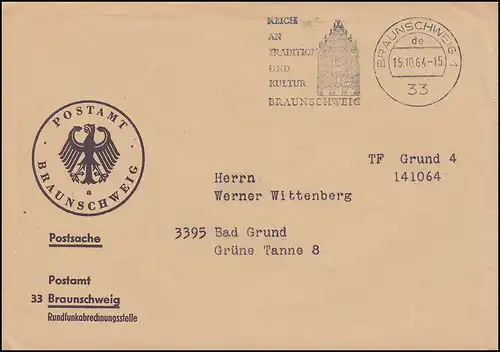 REICH
AN
TRADITION
UND
KULTUR
BRAUNSCHWEIG
BRAUNSCHWEIG 1
de
15.10.64-15
33
POSTAMT
BRAUNSCHWEIG
a
TF Grund 4
141064
Herrn
Werner Wittenberg
3395 Bad Grund
Grüne Tanne 8
Postsache
Postamt
33 Braunschweig
Rundfunkabrechnungsstelle